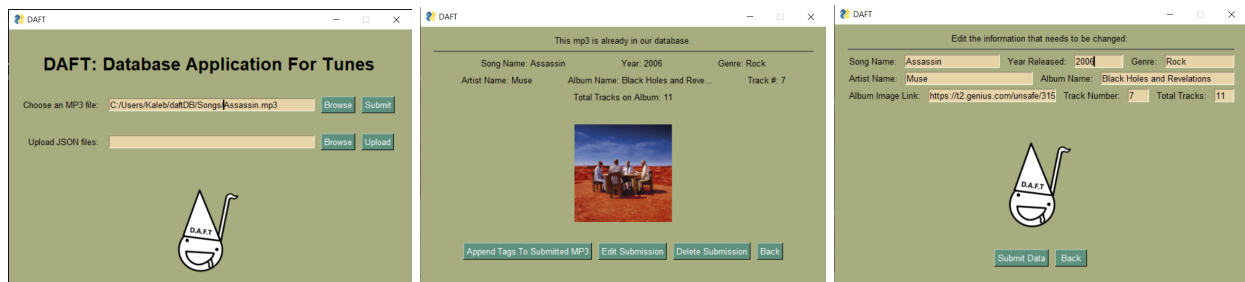 DAFT
DAFT: Database Application For Tunes
Choose an MP3 file: C:/Users/Kaleb/daftDB/Songs/Assassin.mp3 Browse Submit
Upload JSON files: Browse Upload
D.A.F.T
DAFT
This mp3 is already in our database.
Song Name: Assassin Year: 2006 Genre: Rock
Artist Name: Muse Album Name: Black Holes and Reve... Track #: 7
Total Tracks on Album: 11
Append Tags To Submitted MP3 Edit Submission Delete Submission Back
DAFT
Edit the information that needs to be changed:
Song Name: Assassin Year Released: 2006 Genre: Rock
Artist Name: Muse Album Name: Black Holes and Revelations
Album Image Link: https://t2.genius.com/unsafe/315 Track Number: 7 Total Tracks: 11
D.A.F.T
Submit Data Back